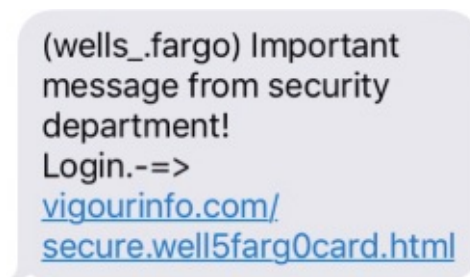 (wells_.fargo) Important
message from security
department!
Login.-=>
vigourinfo.com/
secure.well5farg0card.html